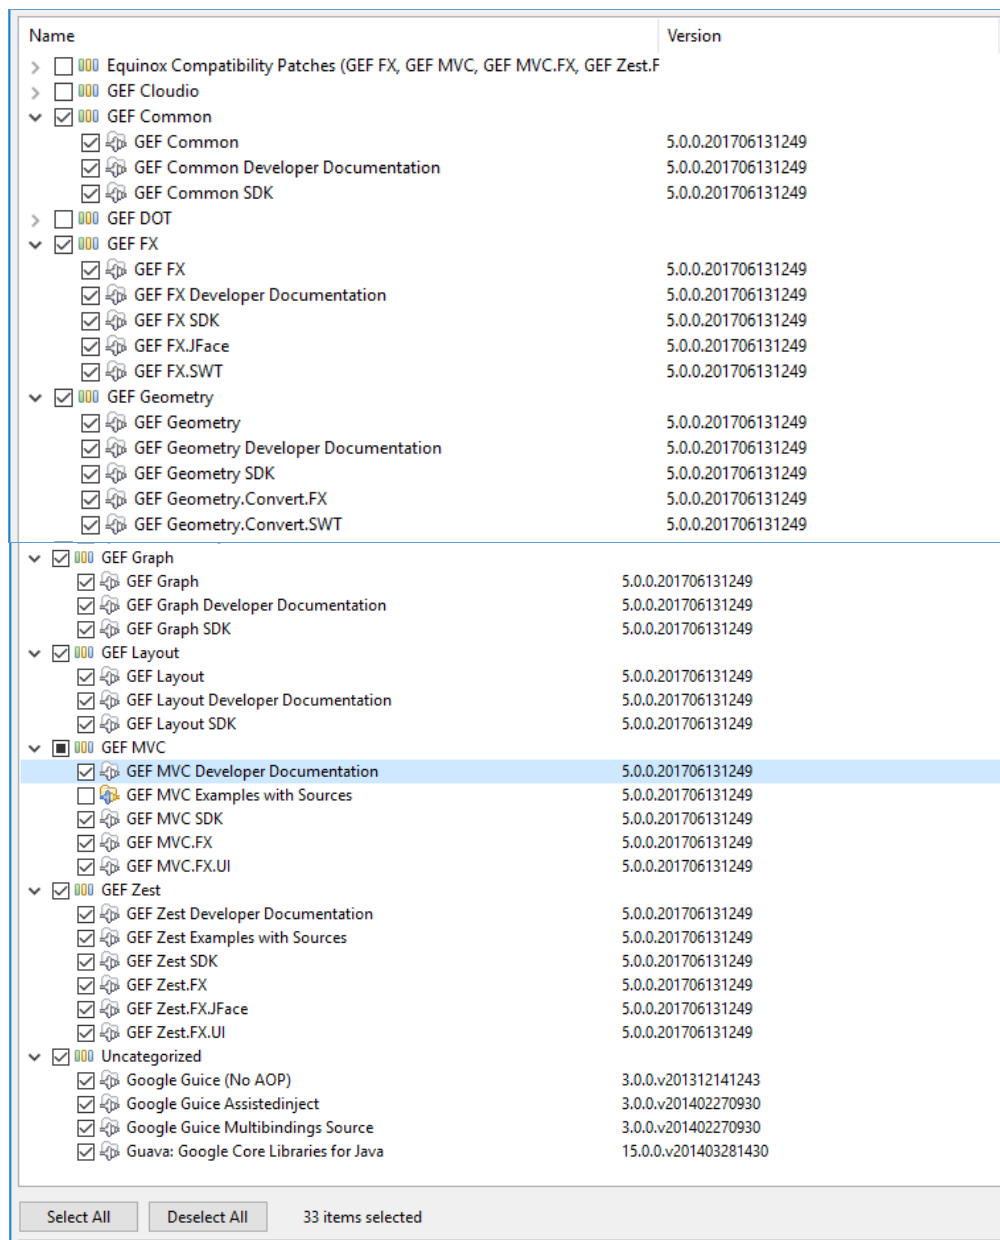 Name Version
Equinox Compatibility Patches (GEF FX, GEF MVC, GEF MVC.FX, GEF Zest.F
GEF Cloudio
GEF Common
GEF Common 5.0.0.201706131249
GEF Common Developer Documentation 5.0.0.201706131249
GEF Common SDK 5.0.0.201706131249
GEF DOT
GEF FX
GEF FX 5.0.0.201706131249
GEF FX Developer Documentation 5.0.0.201706131249
GEF FX SDK 5.0.0.201706131249
GEF FX.JFace 5.0.0.201706131249
GEF FX.SWT 5.0.0.201706131249
GEF Geometry
GEF Geometry 5.0.0.201706131249
GEF Geometry Developer Documentation 5.0.0.201706131249
GEF Geometry SDK 5.0.0.201706131249
GEF Geometry.Convert.FX 5.0.0.201706131249
GEF Geometry.Convert.SWT 5.0.0.201706131249
GEF Graph
GEF Graph 5.0.0.201706131249
GEF Graph Developer Documentation 5.0.0.201706131249
GEF Graph SDK 5.0.0.201706131249
GEF Layout
GEF Layout 5.0.0.201706131249
GEF Layout Developer Documentation 5.0.0.201706131249
GEF Layout SDK 5.0.0.201706131249
GEF MVC
GEF MVC Developer Documentation 5.0.0.201706131249
GEF MVC Examples with Sources 5.0.0.201706131249
GEF MVC SDK 5.0.0.201706131249
GEF MVC.FX 5.0.0.201706131249
GEF MVC.FX.UI 5.0.0.201706131249
GEF Zest
GEF Zest Developer Documentation 5.0.0.201706131249
GEF Zest Examples with Sources 5.0.0.201706131249
GEF Zest SDK 5.0.0.201706131249
GEF Zest.FX 5.0.0.201706131249
GEF Zest.FX.JFace 5.0.0.201706131249
GEF Zest.FX.UI 5.0.0.201706131249
Uncategorized
Google Guice (No AOP) 3.0.0.v201312141243
Google Guice Assistedinject 3.0.0.v201402270930
Google Guice Multibindings Source 3.0.0.v201402270930
Guava: Google Core Libraries for Java 15.0.0.v201403281430
Select All Deselect All 33 items selected